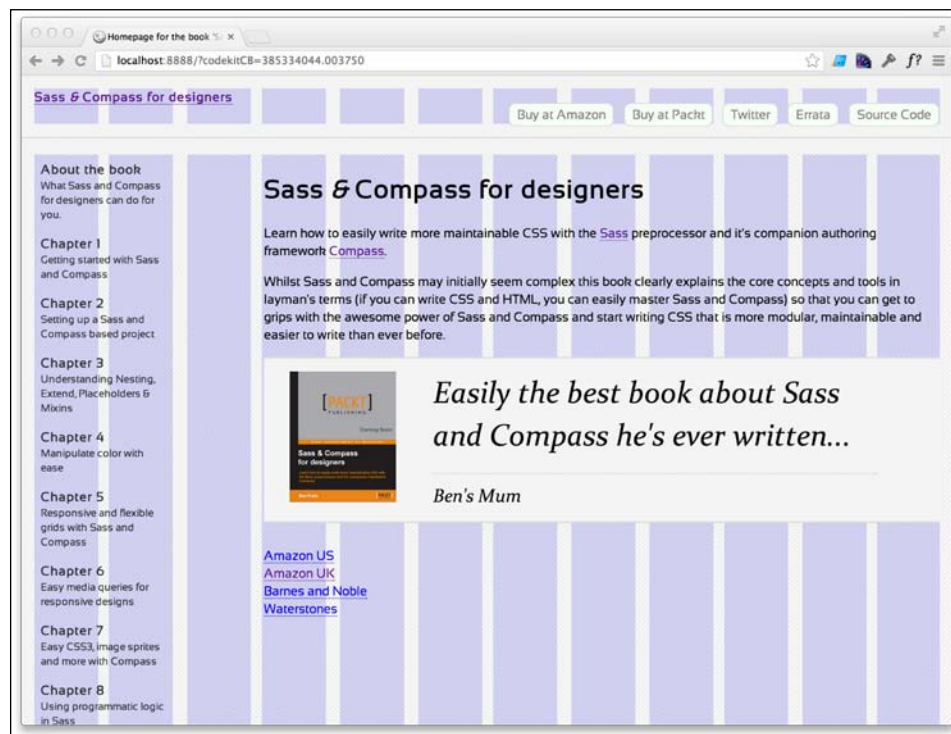 Homepage for the book "S
localhost:8888/?codekitCB=385334044.003750
f?
Sass & Compass for designers
Buy at Amazon
Buy at Packt
Twitter
Errata
Source Code
About the book
What Sass and Compass
for designers can do for
you.
Chapter 1
Getting started with Sass
and Compass
Chapter 2
Setting up a Sass and
Compass based project
Chapter 3
Understanding Nesting,
Extend, Placeholders &
Mixins
Chapter 4
Manipulate color with
ease
Chapter 5
Responsive and flexible
grids with Sass and
Compass
Chapter 6
Easy media queries for
responsive designs
Chapter 7
Easy CSS3, image sprites
and more with Compass
Chapter 8
Using programmatic logic
in Sass
Sass & Compass for designers
Learn how to easily write more maintainable CSS with the Sass preprocessor and it's companion authoring
framework Compass.
Whilst Sass and Compass may initially seem complex this book clearly explains the core concepts and tools in
layman's terms (if you can write CSS and HTML, you can easily master Sass and Compass) so that you can get to
grips with the awesome power of Sass and Compass and start writing CSS that is more modular, maintainable and
easier to write than ever before.
[PACKT]
PUBLISHING
Sass & Compass
for designers
Easily the best book about Sass
and Compass he's ever written...
Ben's Mum
Amazon US
Amazon UK
Barnes and Noble
Waterstones